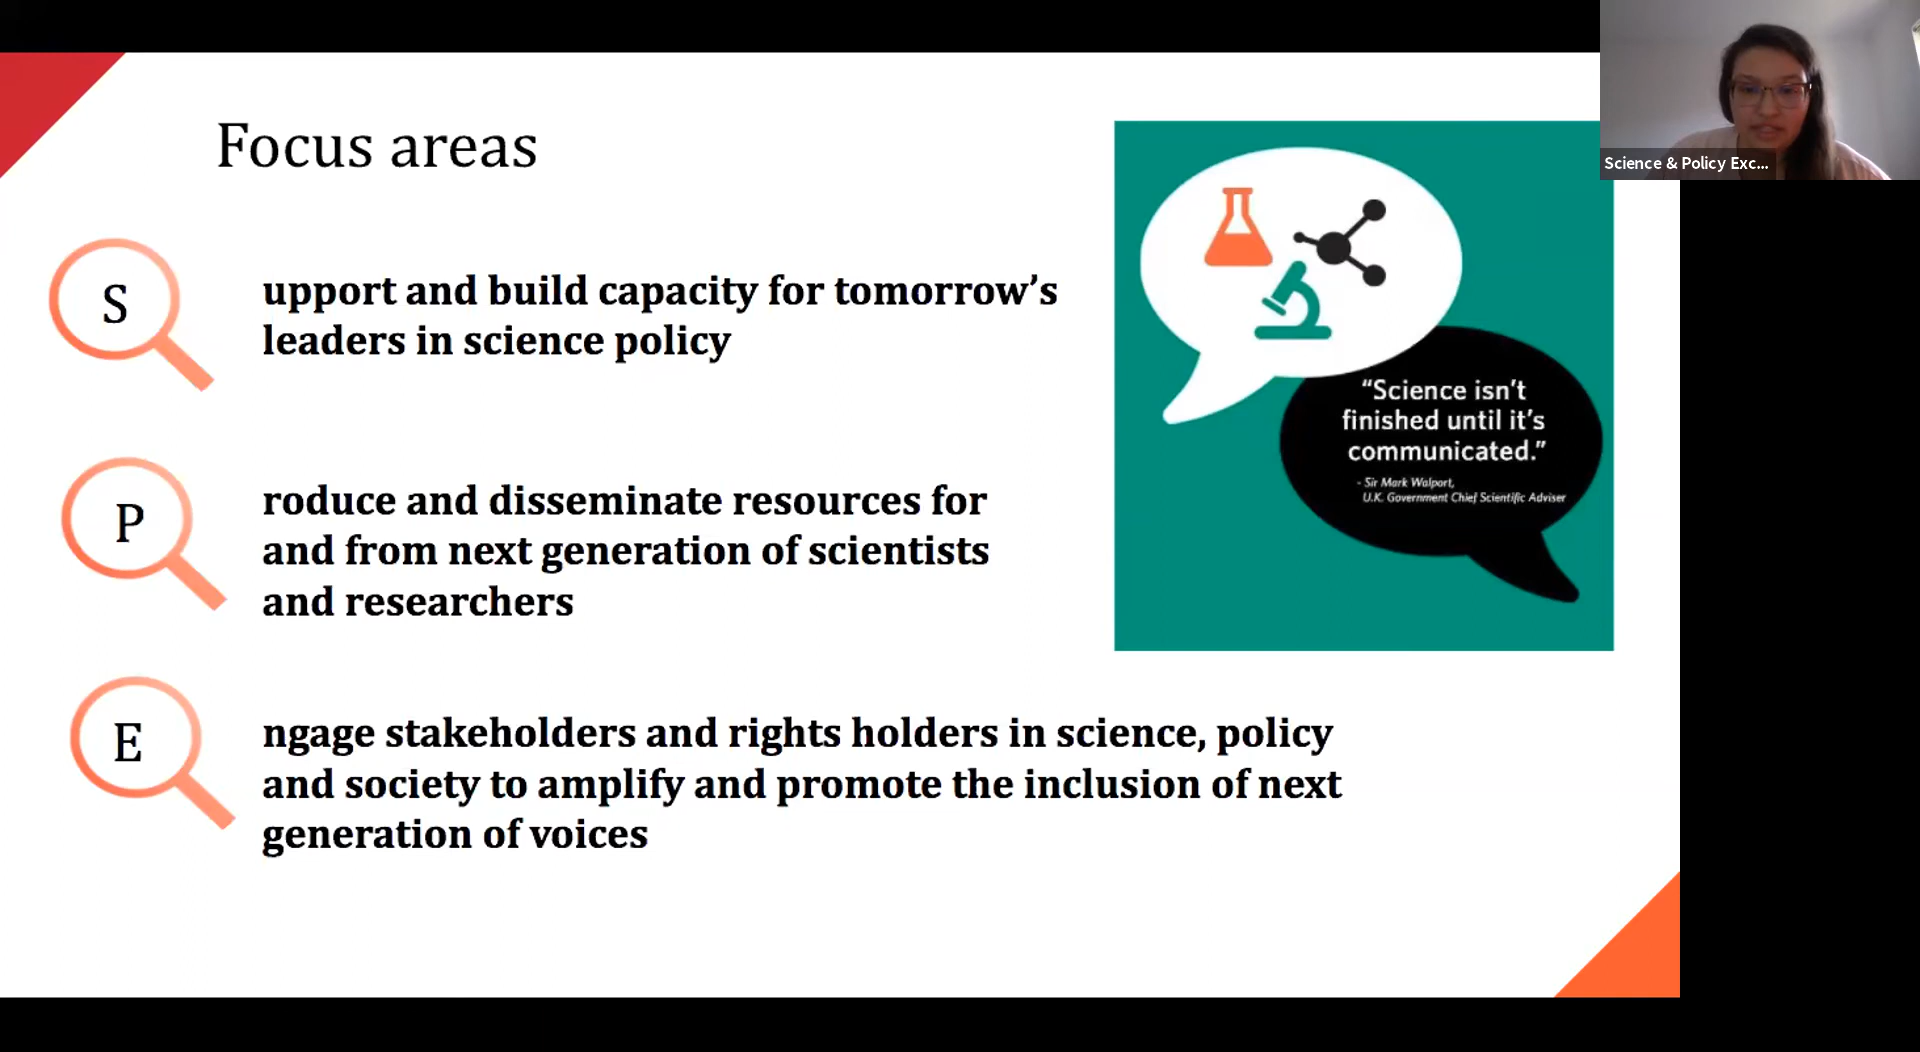 Focus areas
S
upport and build capacity for tomorrow’s
leaders in science policy
P
roduce and disseminate resources for
and from next generation of scientists
and researchers
E
ngage stakeholders and rights holders in science, policy
and society to amplify and promote the inclusion of next
generation of voices
“Science isn’t
finished until it’s
communicated.”
- Sir Mark Walport,
U.K. Government Chief Scientific Adviser
Science & Policy Exc...